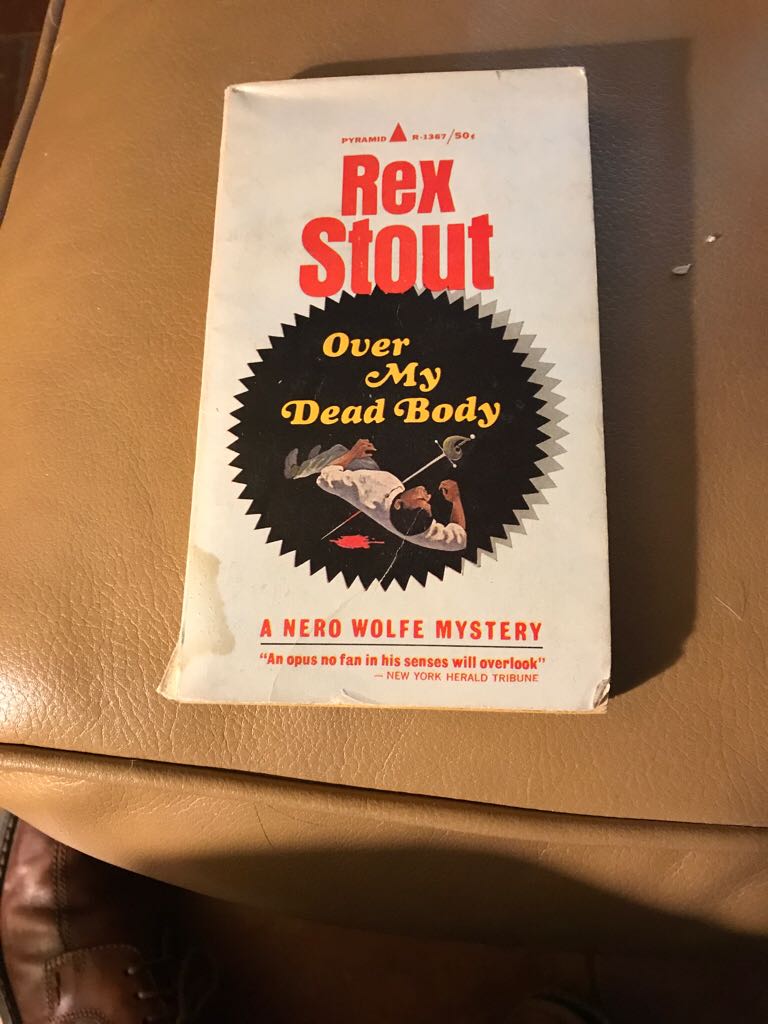 PYRAMID R-1367/50¢
Rex
Stout
Over
My
Dead Body
A NERO WOLFE MYSTERY
"An opus no fan in his senses will overlook"
— NEW YORK HERALD TRIBUNE